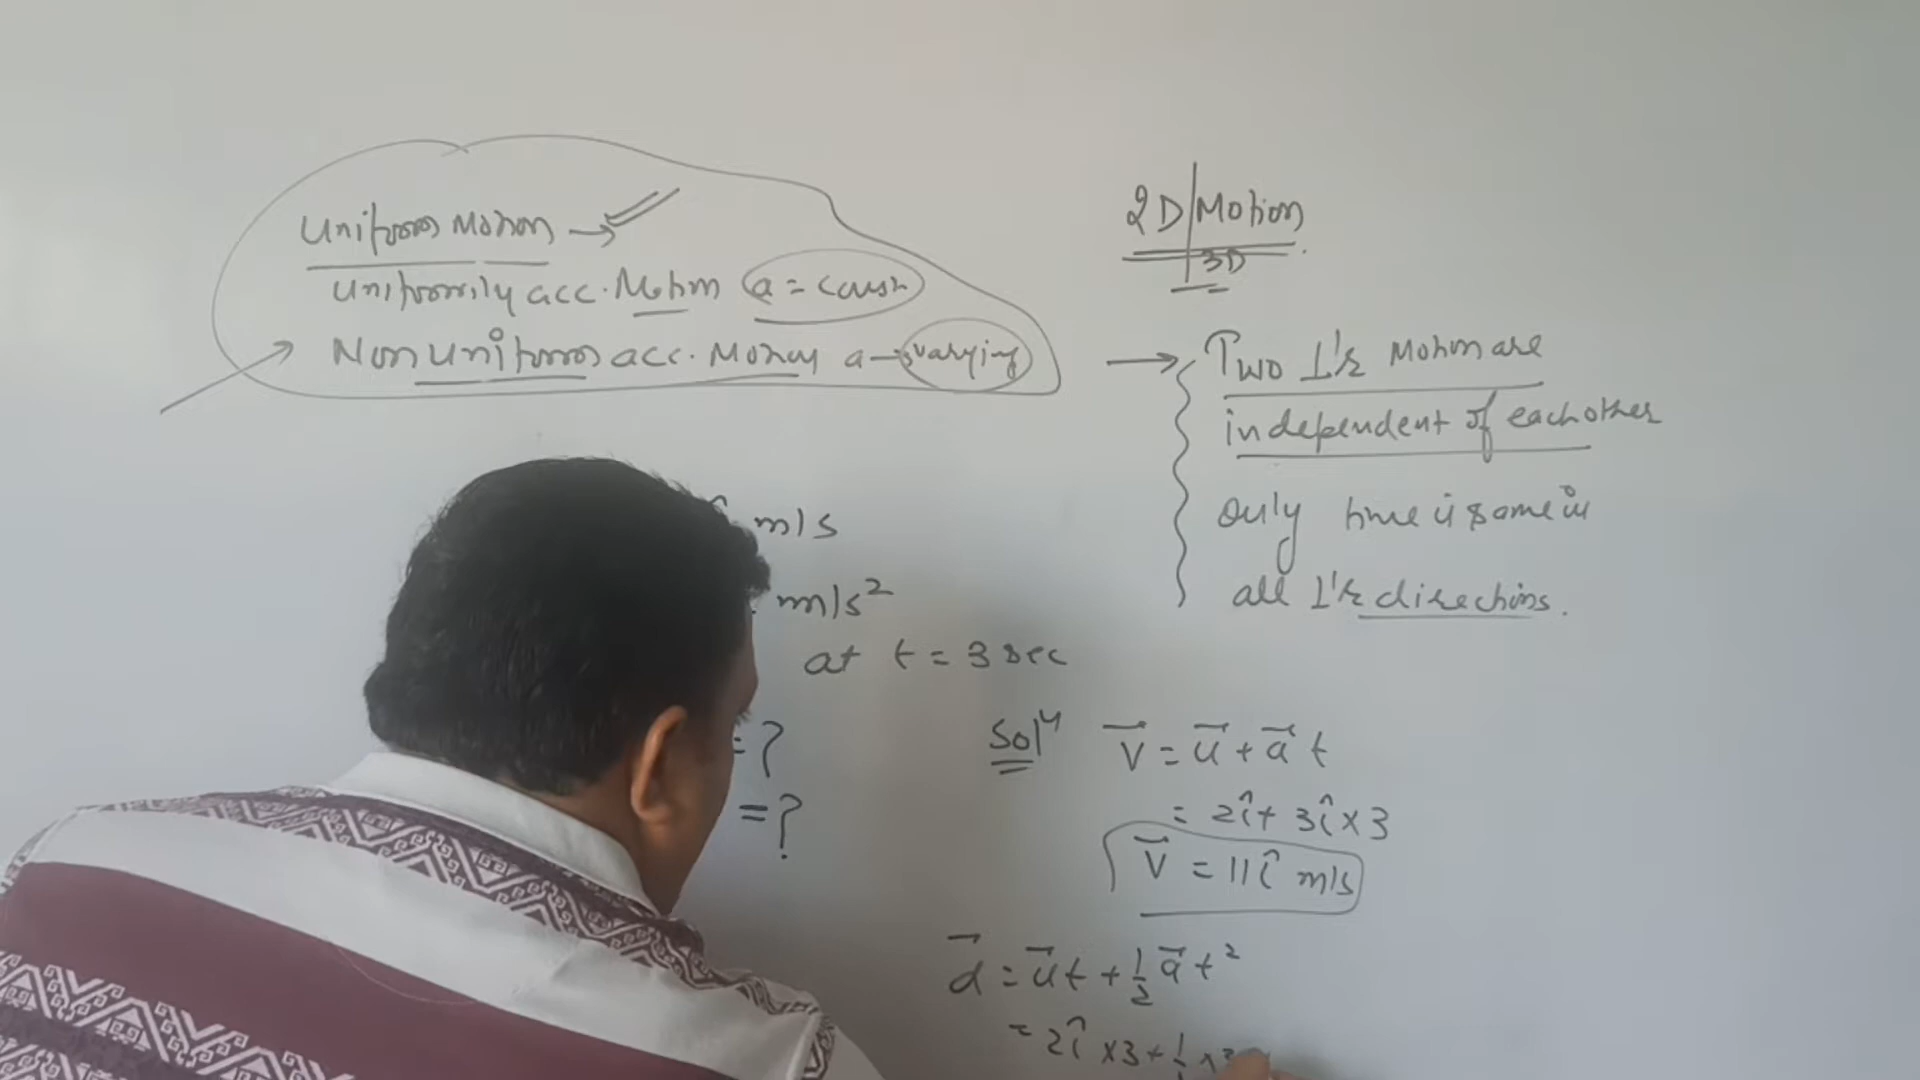 Uniform Motion →
Uniformly acc. Motion a = const
Non uniform acc. Motion a → varying
m/s
m/s²
at t = 3 sec
= ?
= ?
2D Motion
3D
→ Two ⊥'r Motion are
independent of each other
only time is same in
all ⊥'r directions.
Solⁿ v⃗ = u⃗ + a⃗ t
= 2î + 3î × 3
v⃗ = 11î m/s
d⃗ = u⃗t + ½ a⃗ t²
= 2î × 3 + ½ ×